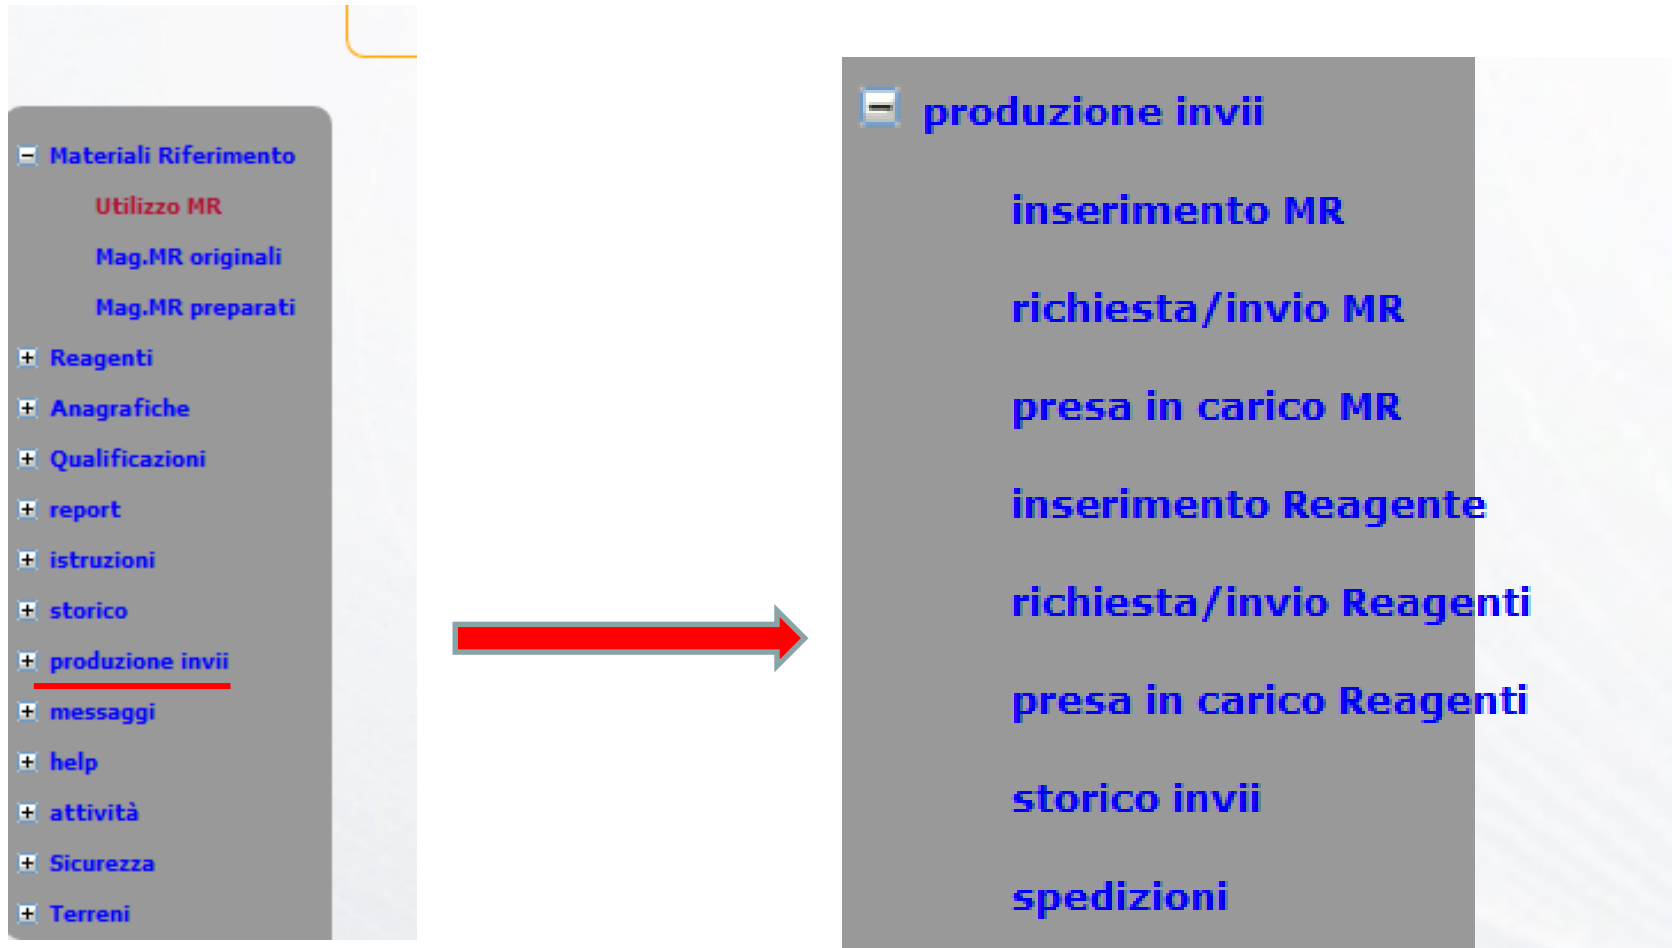 Materiali Riferimento
Utilizzo MR
Mag.MR originali
Mag.MR preparati
Reagenti
Anagrafiche
Qualificazioni
report
istruzioni
storico
produzione invii
messaggi
help
attività
Sicurezza
Terreni
produzione invii
inserimento MR
richiesta/invio MR
presa in carico MR
inserimento Reagente
richiesta/invio Reagenti
presa in carico Reagenti
storico invii
spedizioni